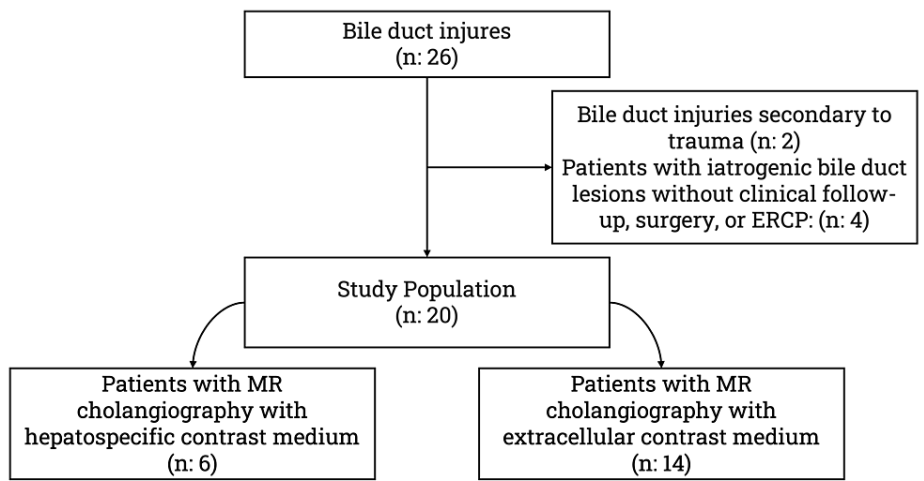 Bile duct injures
(n: 26)
Bile duct injuries secondary to
trauma (n: 2)
Patients with iatrogenic bile duct
lesions without clinical follow-
up, surgery, or ERCP: (n: 4)
Study Population
(n: 20)
Patients with MR
cholangiography with
hepatospecific contrast medium
(n: 6)
Patients with MR
cholangiography with
extracellular contrast medium
(n: 14)